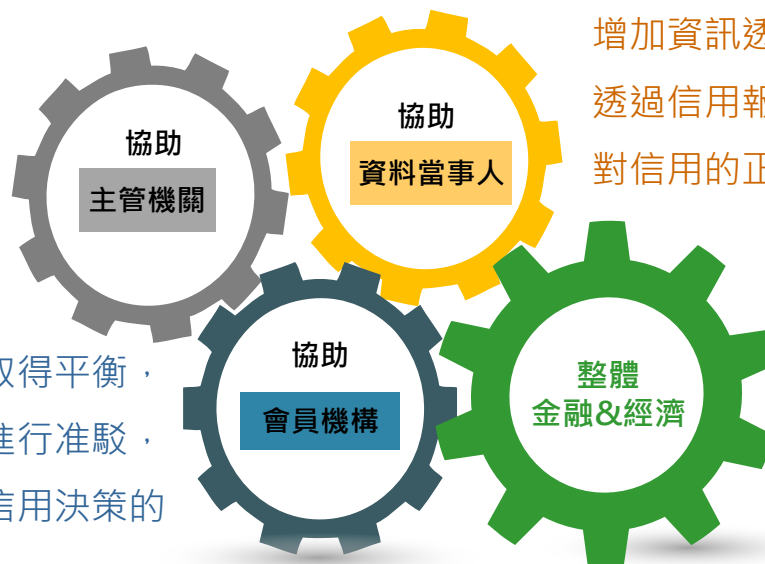 增加資訊透
透過信用報
對信用的正
協助
資料當事人
協助
主管機關
取得平衡，
進行准駁，
信用決策的
協助
會員機構
整體
金融&經濟